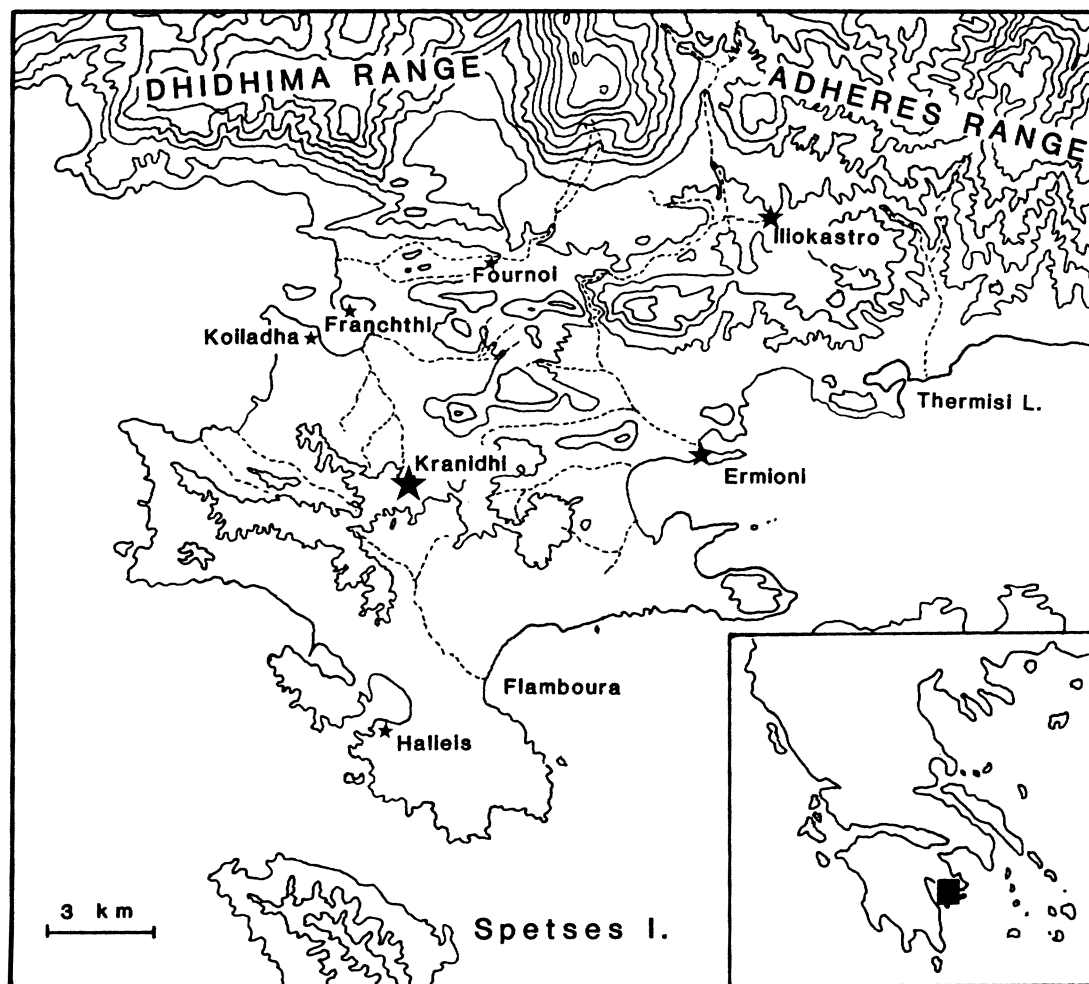 DHIDHIMA RANGE
ADHERES RANGE
Iliokastro
Fournoi
Franchthi
Koiladha
Thermisi L.
Kranidhi
Ermioni
Flamboura
Halieis
3 km
Spetses I.